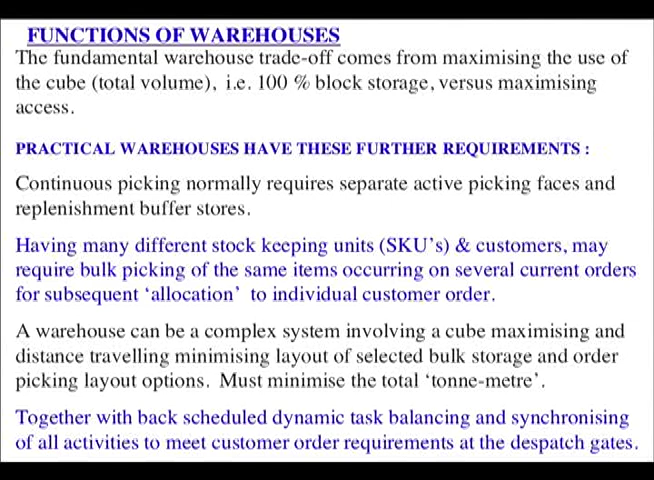 FUNCTIONS OF WAREHOUSES
The fundamental warehouse trade-off comes from maximising the use of
the cube (total volume), i.e. 100 % block storage, versus maximising
access.
PRACTICAL WAREHOUSES HAVE THESE FURTHER REQUIREMENTS :
Continuous picking normally requires separate active picking faces and
replenishment buffer stores.
Having many different stock keeping units (SKU's) & customers, may
require bulk picking of the same items occurring on several current orders
for subsequent 'allocation' to individual customer order.
A warehouse can be a complex system involving a cube maximising and
distance travelling minimising layout of selected bulk storage and order
picking layout options. Must minimise the total 'tonne-metre'.
Together with back scheduled dynamic task balancing and synchronising
of all activities to meet customer order requirements at the despatch gates.